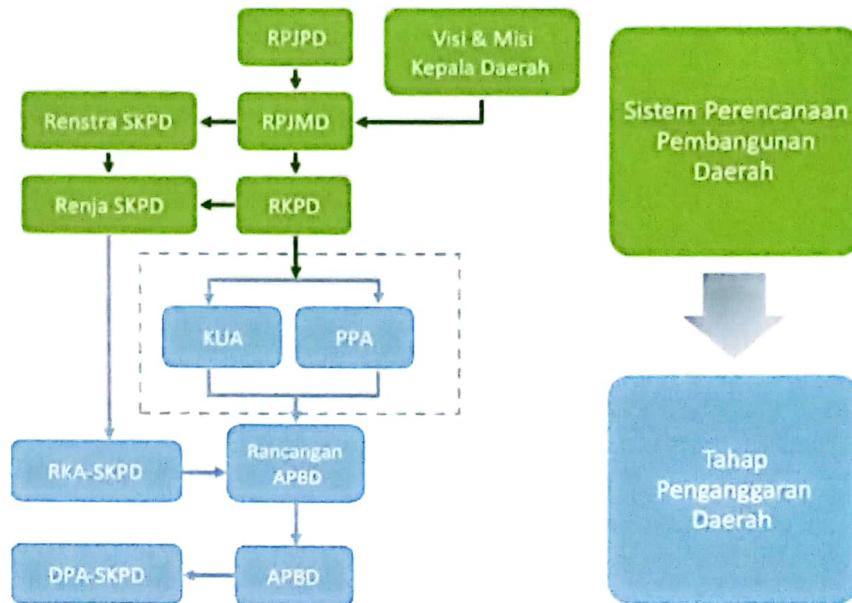 RPJPD
Visi & Misi
Kepala Daerah
Renstra SKPD
RPJMD
Renja SKPD
RKPD
KUA
PPA
RKA-SKPD
Rancangan
APBD
DPA-SKPD
APBD
Sistem Perencanaan
Pembangunan
Daerah
Tahap
Penganggaran
Daerah